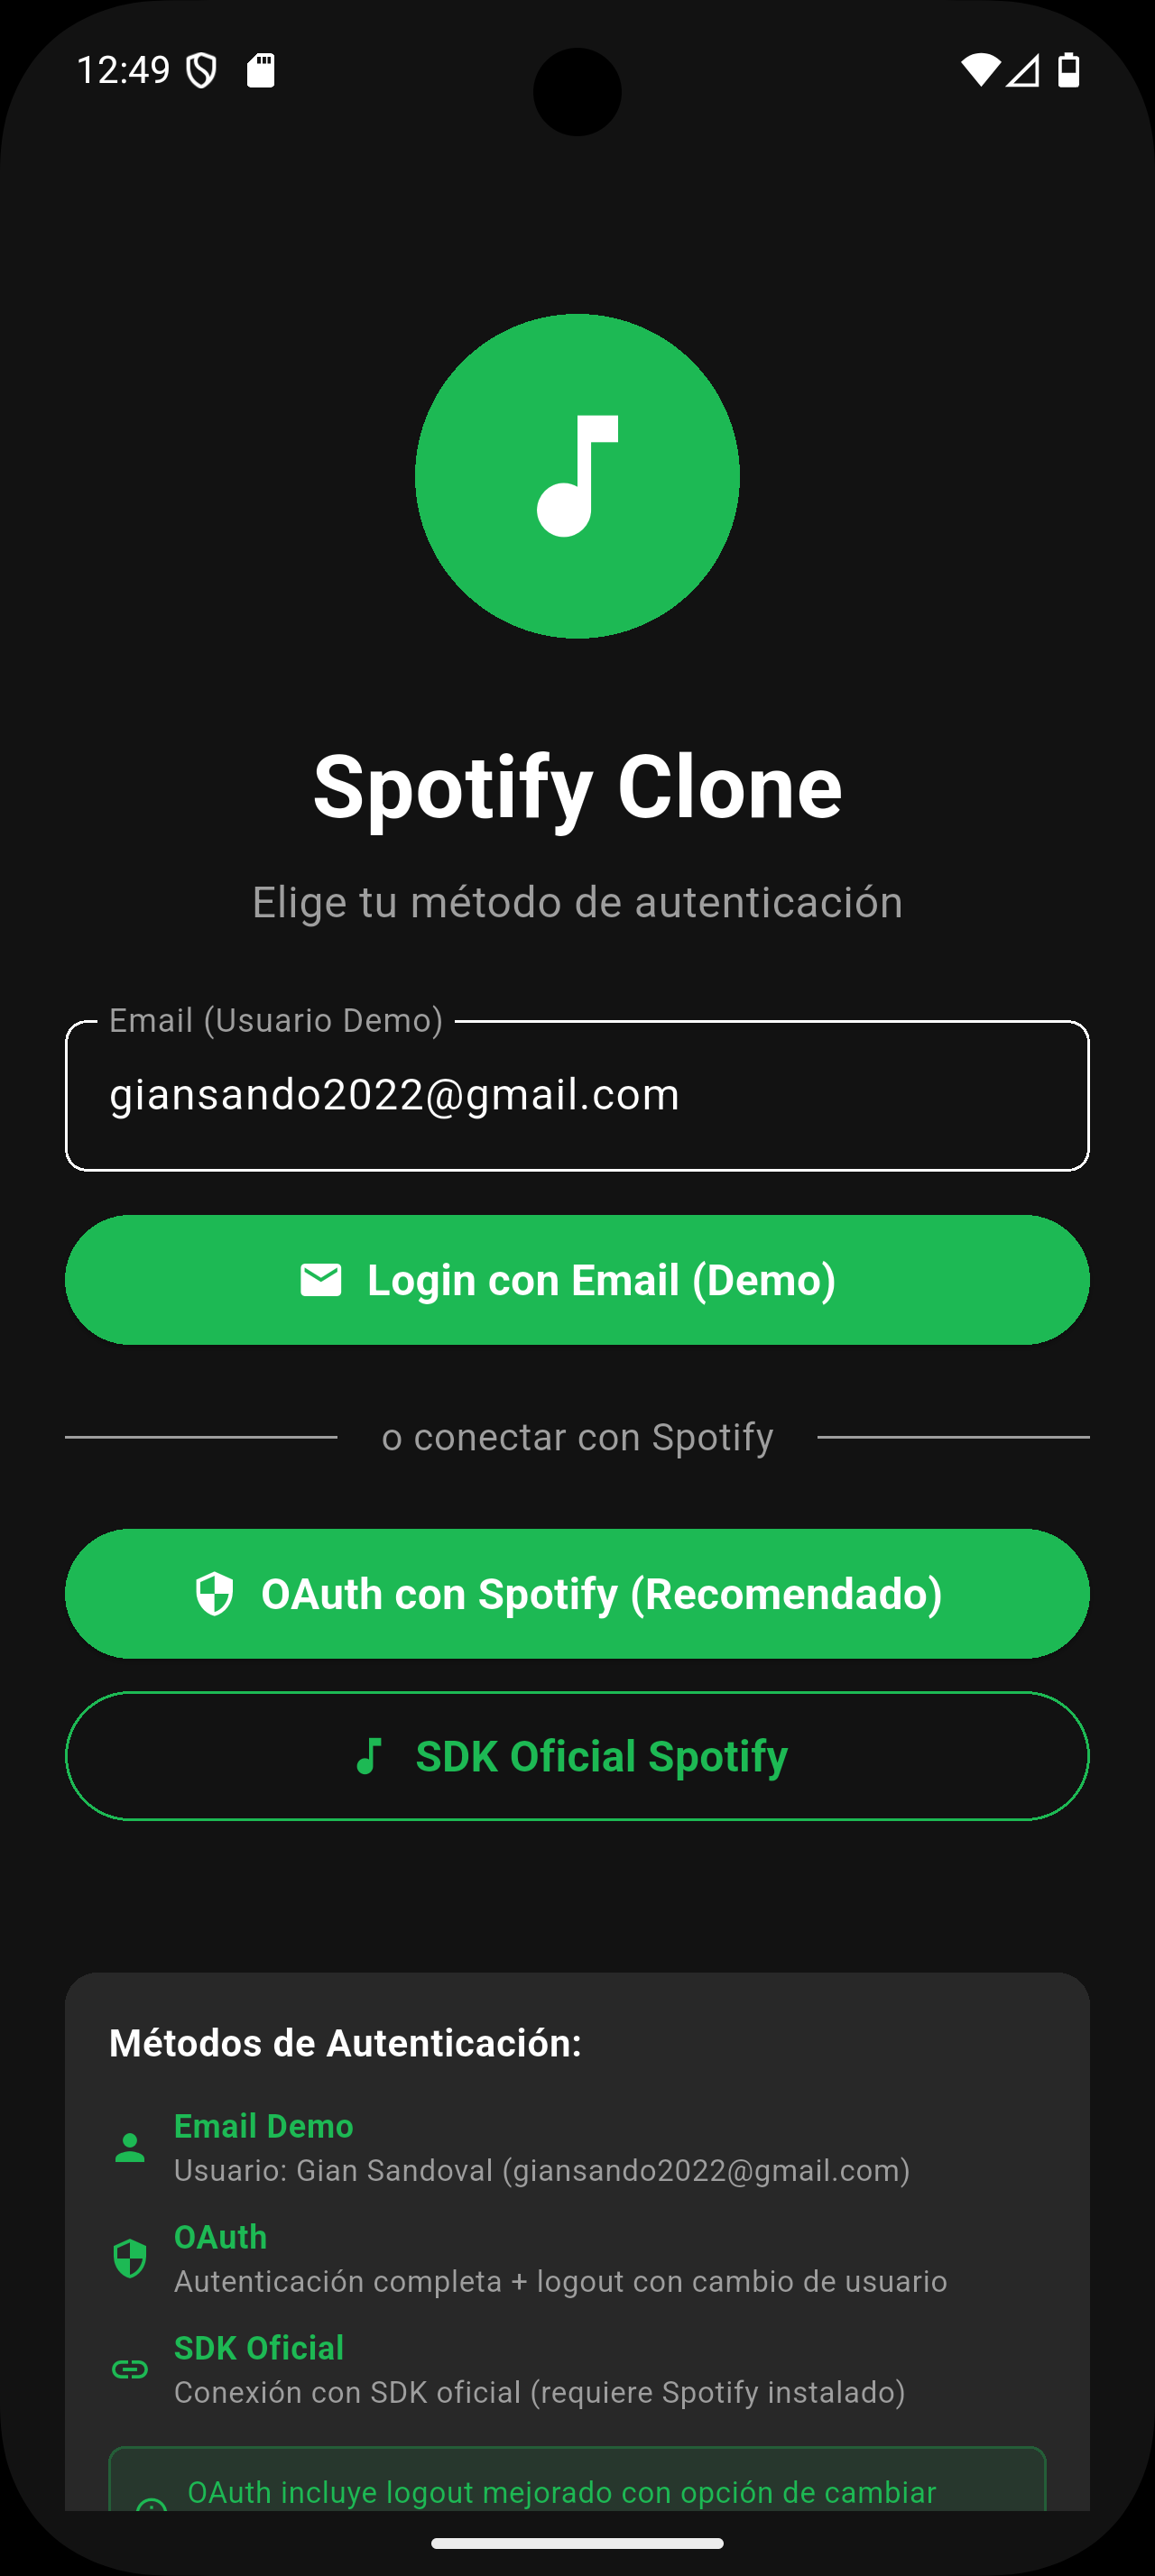 12:49
Spotify Clone
Elige tu método de autenticación
Email (Usuario Demo)
giansando2022@gmail.com
Login con Email (Demo)
o conectar con Spotify
OAuth con Spotify (Recomendado)
SDK Oficial Spotify
Métodos de Autenticación:
Email Demo
Usuario: Gian Sandoval (giansando2022@gmail.com)
OAuth
Autenticación completa + logout con cambio de usuario
SDK Oficial
Conexión con SDK oficial (requiere Spotify instalado)
OAuth incluye logout mejorado con opción de cambiar